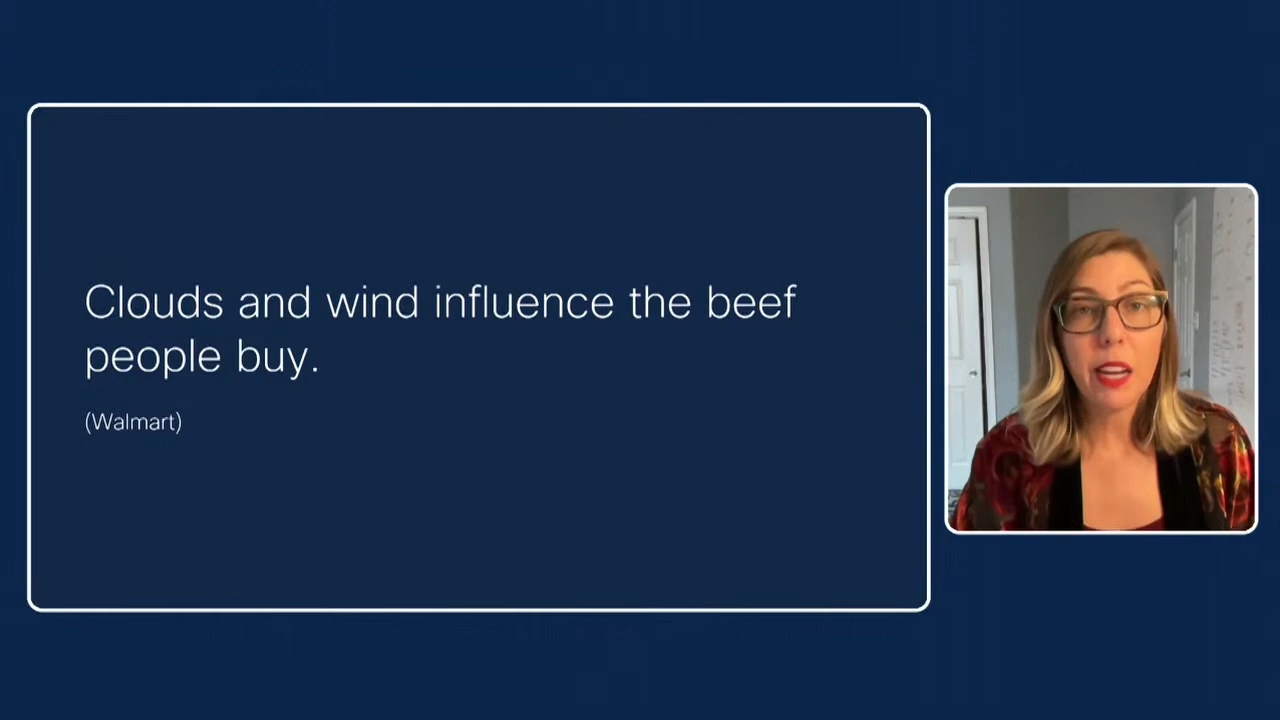 Clouds and wind influence the beef
people buy.
(Walmart)